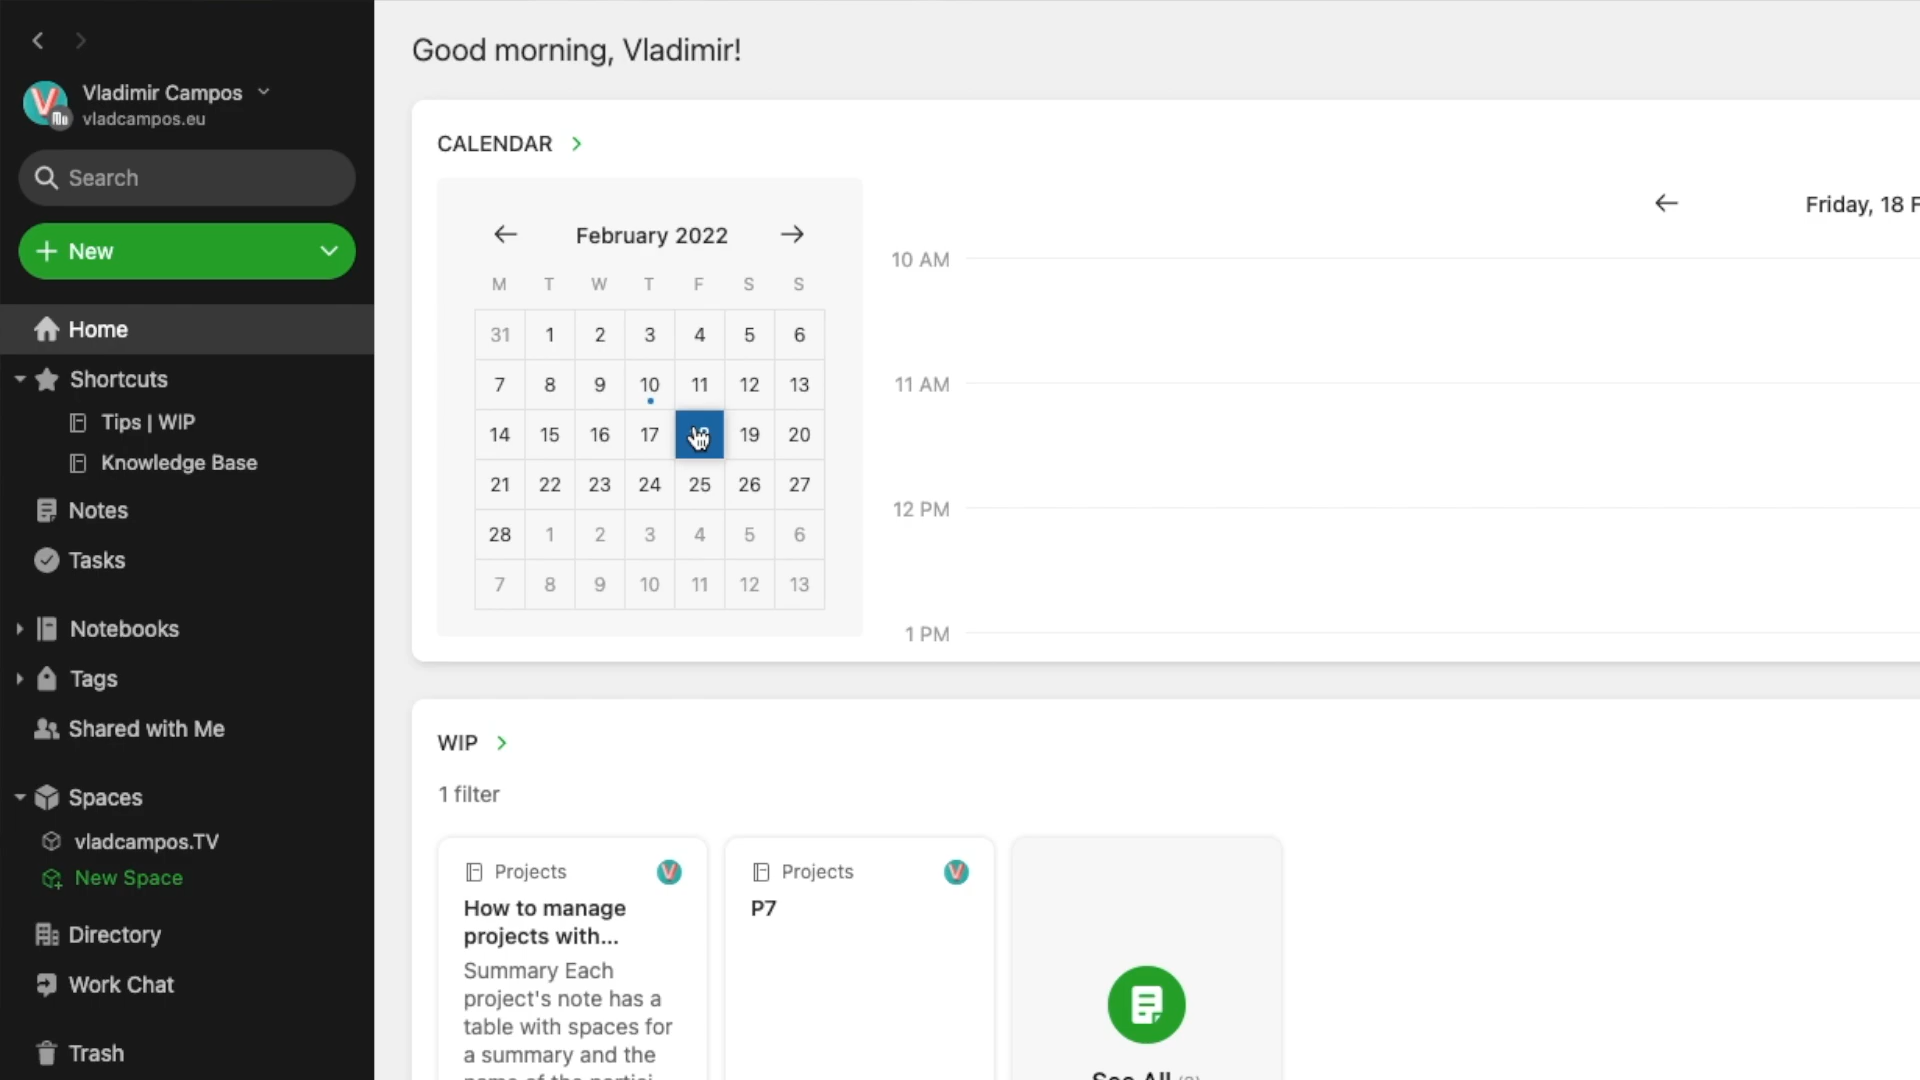 Vladimir Campos
vladcampos.eu
Search
New
Home
Shortcuts
Tips | WIP
Knowledge Base
Notes
Tasks
Notebooks
Tags
Shared with Me
Spaces
vladcampos.TV
New Space
Directory
Work Chat
Trash
Good morning, Vladimir!
CALENDAR
February 2022
M T W T F S S
31 1 2 3 4 5 6
7 8 9 10 11 12 13
14 15 16 17 19 20
21 22 23 24 25 26 27
28 1 2 3 4 5 6
7 8 9 10 11 12 13
Friday, 18 F
10 AM
11 AM
12 PM
1 PM
WIP
1 filter
Projects
How to manage
projects with...
Summary Each
project's note has a
table with spaces for
a summary and the
Projects
P7
See All